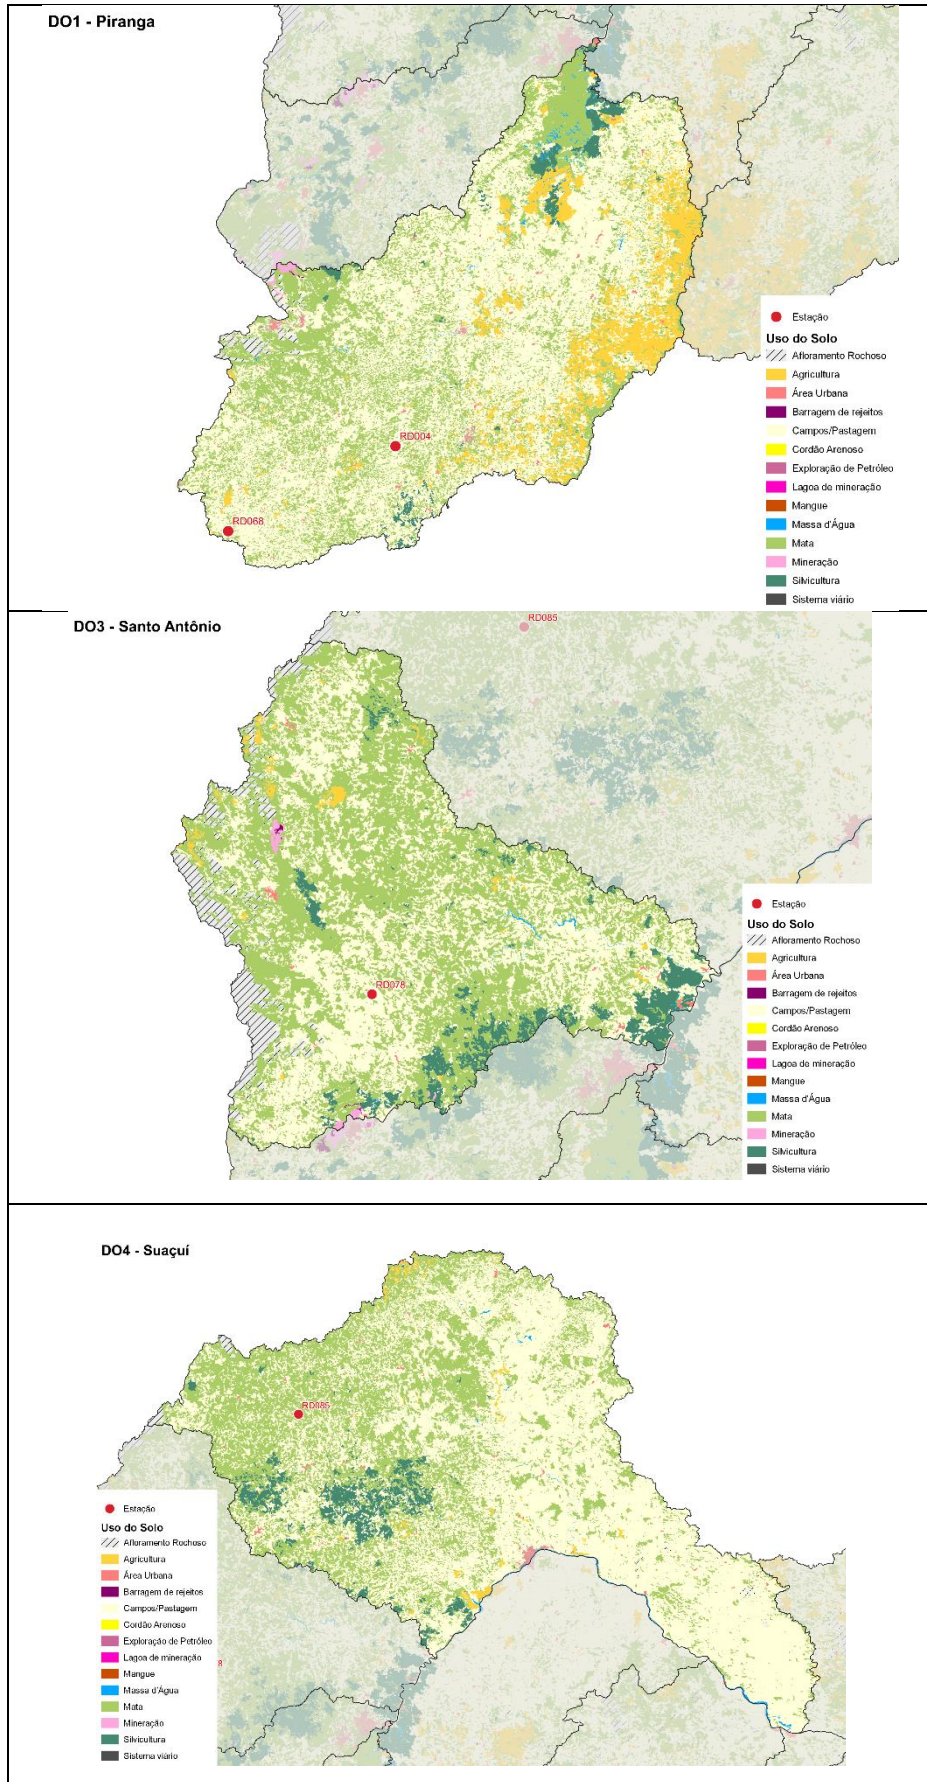 DO1 - Piranga
RD004
RD068
Estação
Uso do Solo
Afloramento Rochoso
Agricultura
Área Urbana
Barragem de rejeitos
Campos/Pastagem
Cordão Arenoso
Exploração de Petróleo
Lagoa de mineração
Mangue
Massa d'Água
Mata
Mineração
Silvicultura
Sistema viário
DO3 - Santo Antônio
RD085
RD078
Estação
Uso do Solo
Afloramento Rochoso
Agricultura
Área Urbana
Barragem de rejeitos
Campos/Pastagem
Cordão Arenoso
Exploração de Petróleo
Lagoa de mineração
Mangue
Massa d'Água
Mata
Mineração
Silvicultura
Sistema viário
DO4 - Suaçuí
RD085
Estação
Uso do Solo
Afloramento Rochoso
Agricultura
Área Urbana
Barragem de rejeitos
Campos/Pastagem
Cordão Arenoso
Exploração de Petróleo
Lagoa de mineração
Mangue
Massa d'Água
Mata
Mineração
Silvicultura
Sistema viário